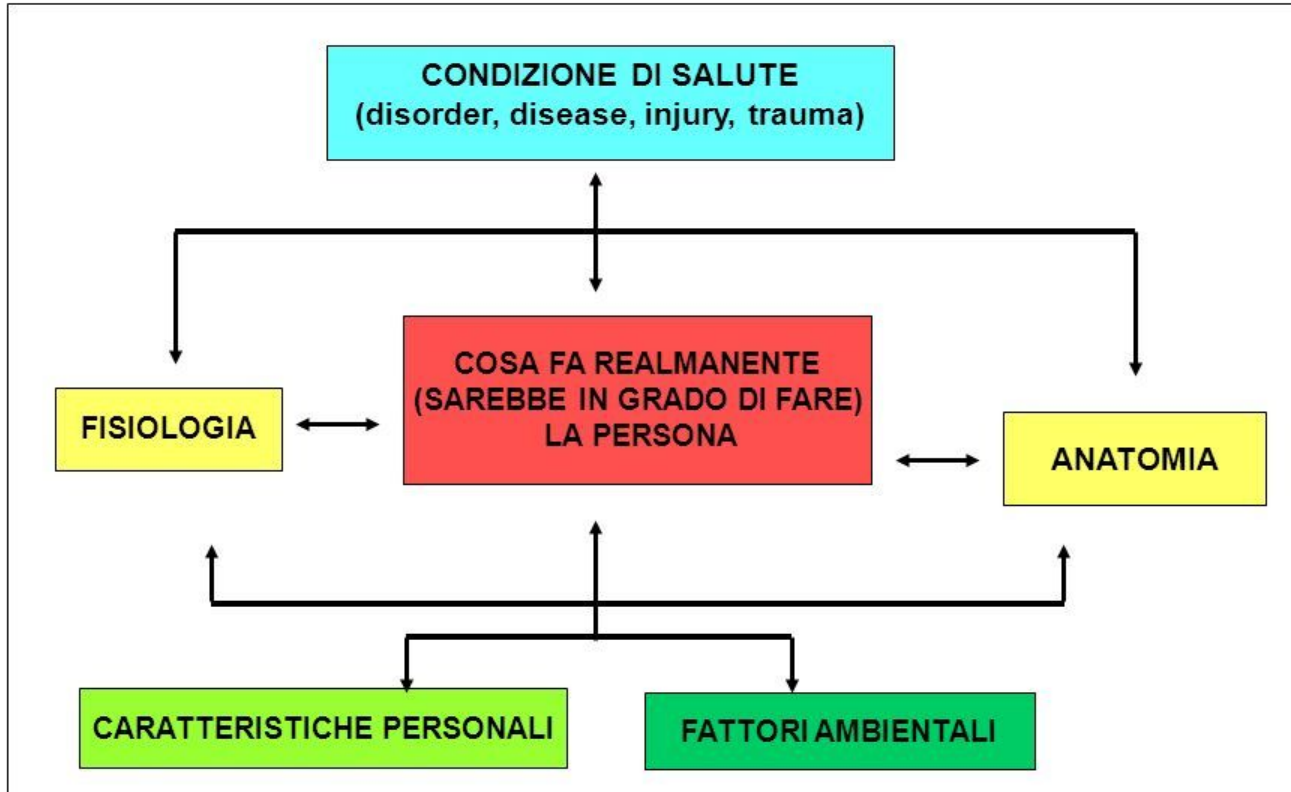 CONDIZIONE DI SALUTE
(disorder, disease, injury, trauma)
COSA FA REALMANENTE
(SAREBBE IN GRADO DI FARE)
LA PERSONA
FISIOLOGIA
ANATOMIA
CARATTERISTICHE PERSONALI
FATTORI AMBIENTALI